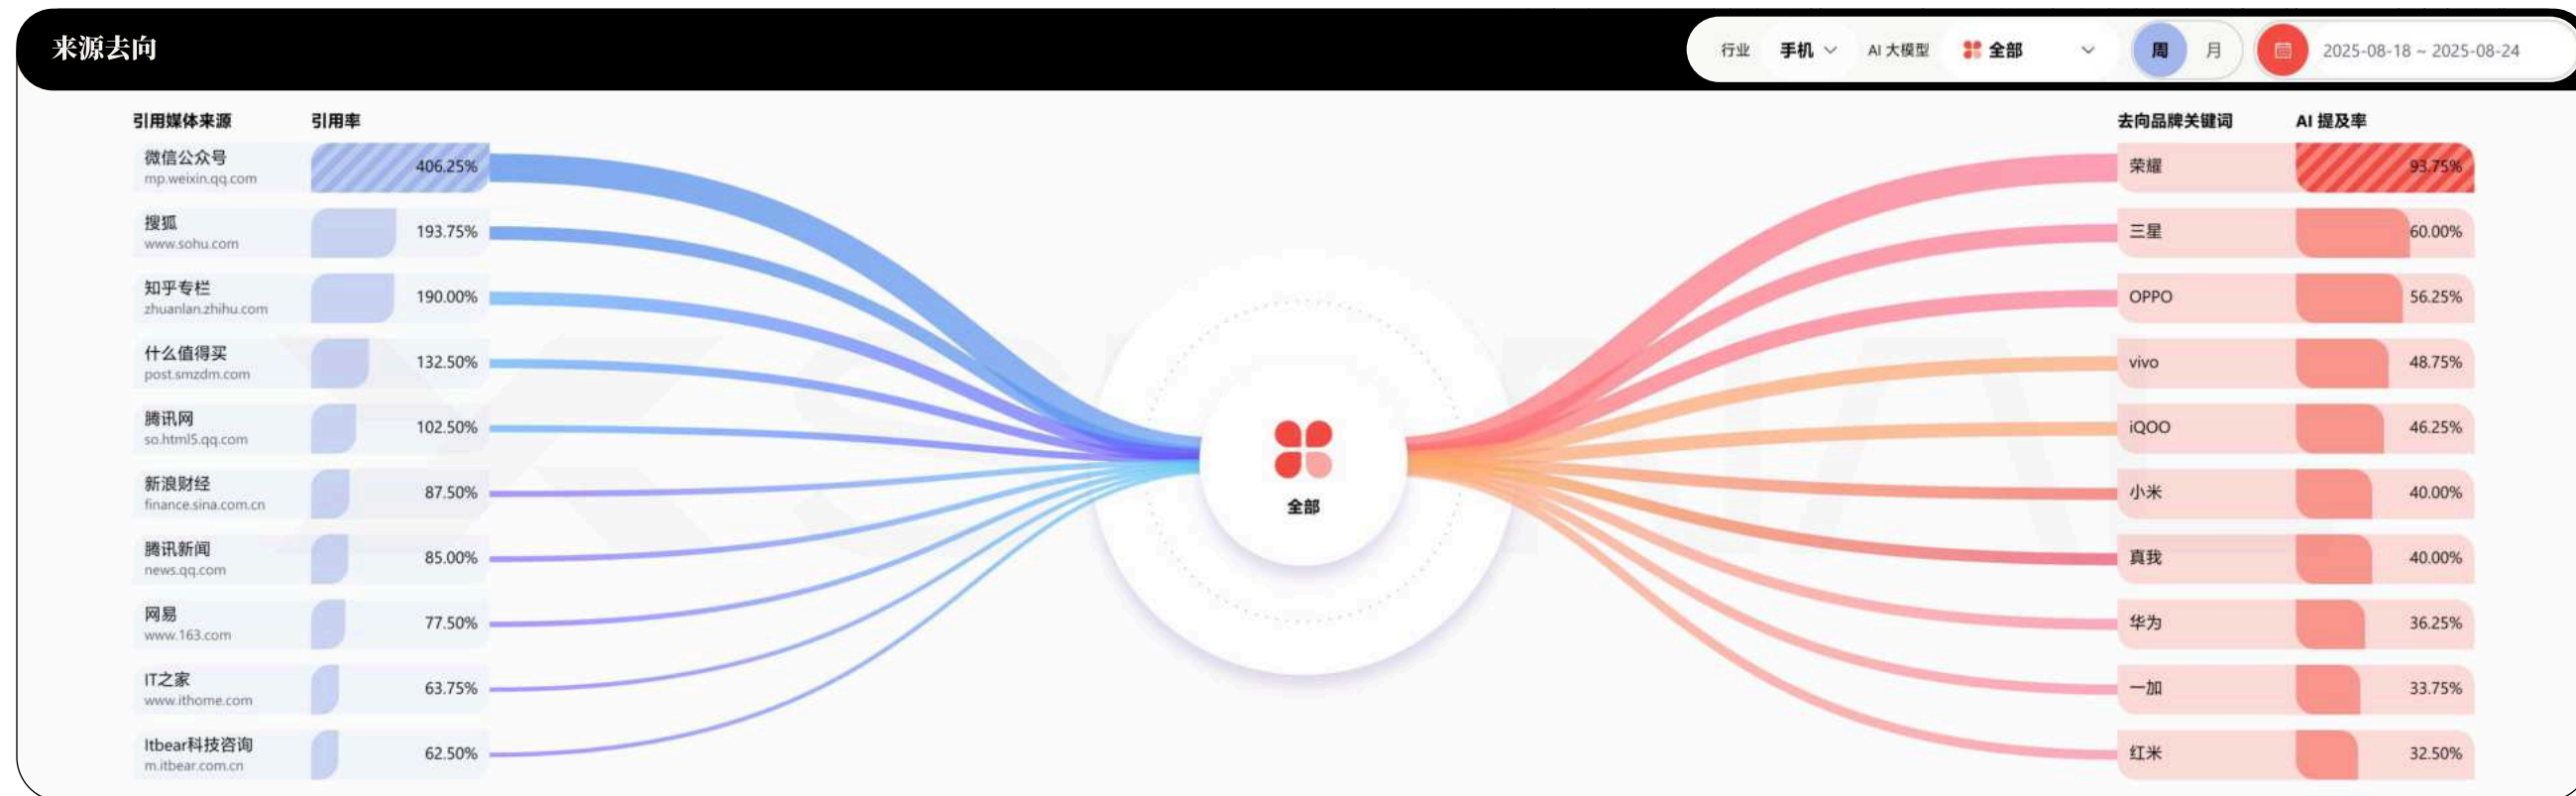 来源去向
行业 手机 AI 大模型 全部 周 月 2025-08-18 ~ 2025-08-24
引用媒体来源 引用率
微信公众号
mp.weixin.qq.com
406.25%
搜狐
www.sohu.com
193.75%
知乎专栏
zhuanlan.zhihu.com
190.00%
什么值得买
post.smzdm.com
132.50%
腾讯网
so.html5.qq.com
102.50%
新浪财经
finance.sina.com.cn
87.50%
腾讯新闻
news.qq.com
85.00%
网易
www.163.com
77.50%
IT之家
www.ithome.com
63.75%
Itbear科技咨询
m.itbear.com.cn
62.50%
全部
去向品牌关键词 AI 提及率
荣耀 93.75%
三星 60.00%
OPPO 56.25%
vivo 48.75%
iQOO 46.25%
小米 40.00%
真我 40.00%
华为 36.25%
一加 33.75%
红米 32.50%